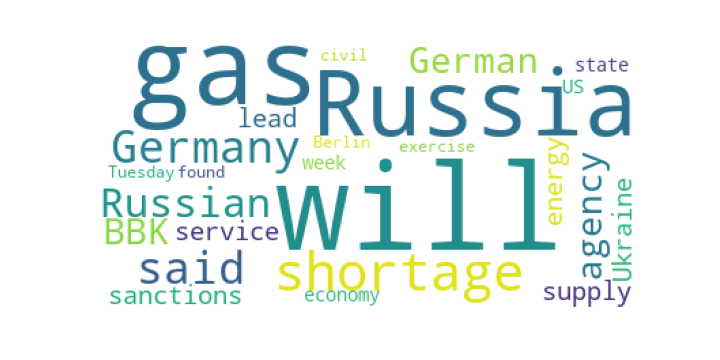 gas
civil
German
state
Russia
US
lead
Germany
Berlin
exercise
Tuesday
found
week
energy
agency
Ukraine
Russian
will
BBK
service
said
shortage
sanctions
economy
supply